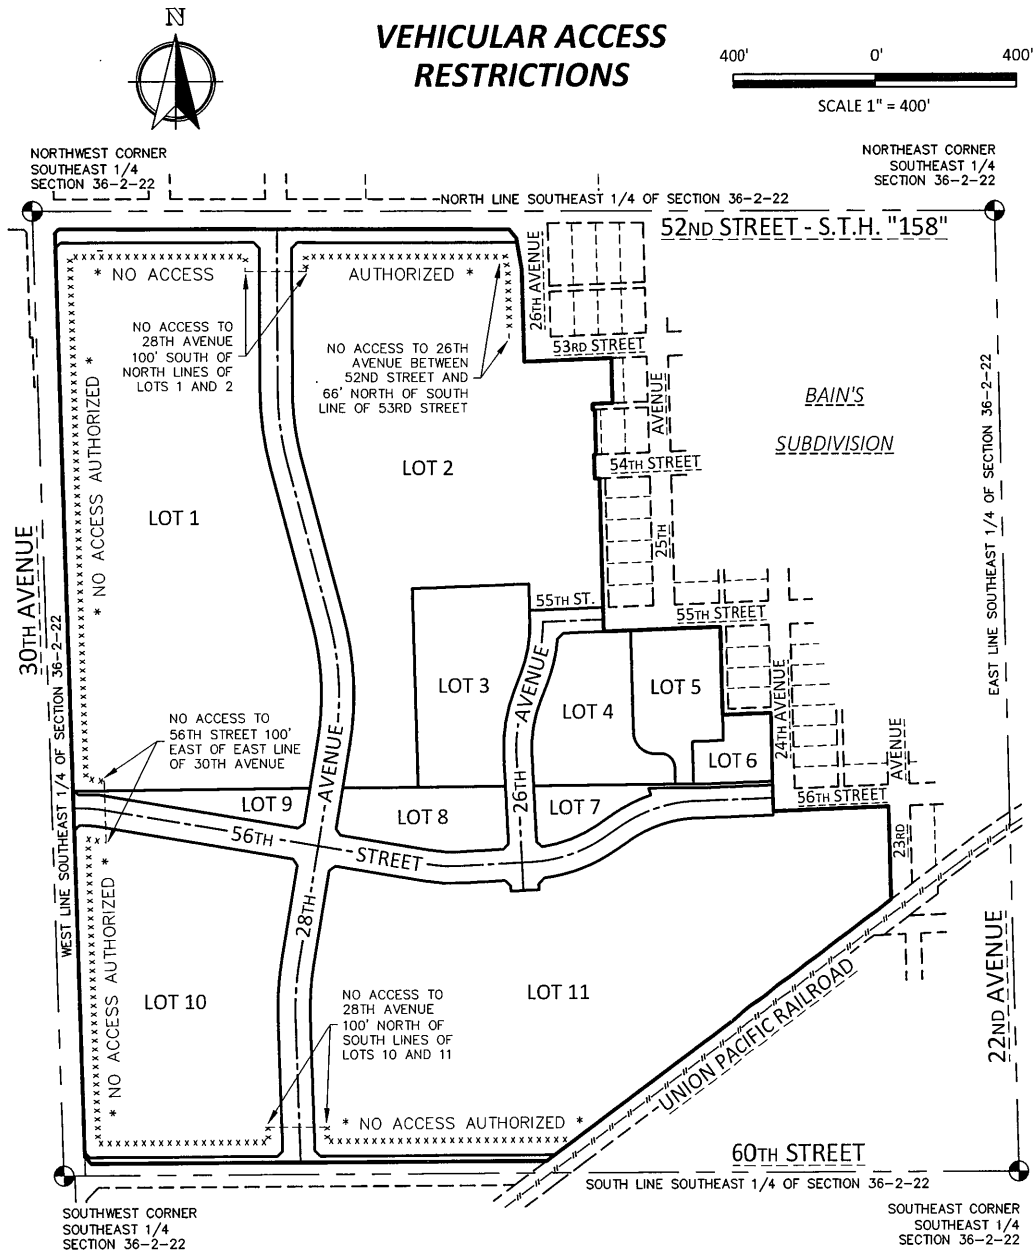 N
VEHICULAR ACCESS
RESTRICTIONS
400' 0' 400'
SCALE 1" = 400'
NORTHWEST CORNER
SOUTHEAST 1/4
SECTION 36-2-22
NORTHEAST CORNER
SOUTHEAST 1/4
SECTION 36-2-22
NORTH LINE SOUTHEAST 1/4 OF SECTION 36-2-22
52ND STREET - S.T.H. "158"
* NO ACCESS
AUTHORIZED *
26TH AVENUE
53RD STREET
NO ACCESS TO
28TH AVENUE
100' SOUTH OF
NORTH LINES OF
LOTS 1 AND 2
NO ACCESS TO 26TH
AVENUE BETWEEN
52ND STREET AND
66' NORTH OF SOUTH
LINE OF 53RD STREET
* NO ACCESS AUTHORIZED *
BAIN'S
SUBDIVISION
25TH AVENUE
54TH STREET
LOT 2
LOT 1
30TH AVENUE
EAST LINE SOUTHEAST 1/4 OF SECTION 36-2-22
55TH ST.
55TH STREET
WEST LINE SOUTHEAST 1/4 OF SECTION 36-2-22
LOT 3
26TH AVENUE
LOT 4
LOT 5
24TH AVENUE
NO ACCESS TO
56TH STREET 100'
EAST OF EAST LINE
OF 30TH AVENUE
28TH AVENUE
LOT 6
23RD AVENUE
LOT 9
LOT 8
LOT 7
56TH STREET
56TH STREET
* NO ACCESS AUTHORIZED *
28TH
LOT 10
NO ACCESS TO
28TH AVENUE
100' NORTH OF
SOUTH LINES OF
LOTS 10 AND 11
LOT 11
UNION PACIFIC RAILROAD
22ND AVENUE
* NO ACCESS AUTHORIZED *
60TH STREET
SOUTH LINE SOUTHEAST 1/4 OF SECTION 36-2-22
SOUTHWEST CORNER
SOUTHEAST 1/4
SECTION 36-2-22
SOUTHEAST CORNER
SOUTHEAST 1/4
SECTION 36-2-22